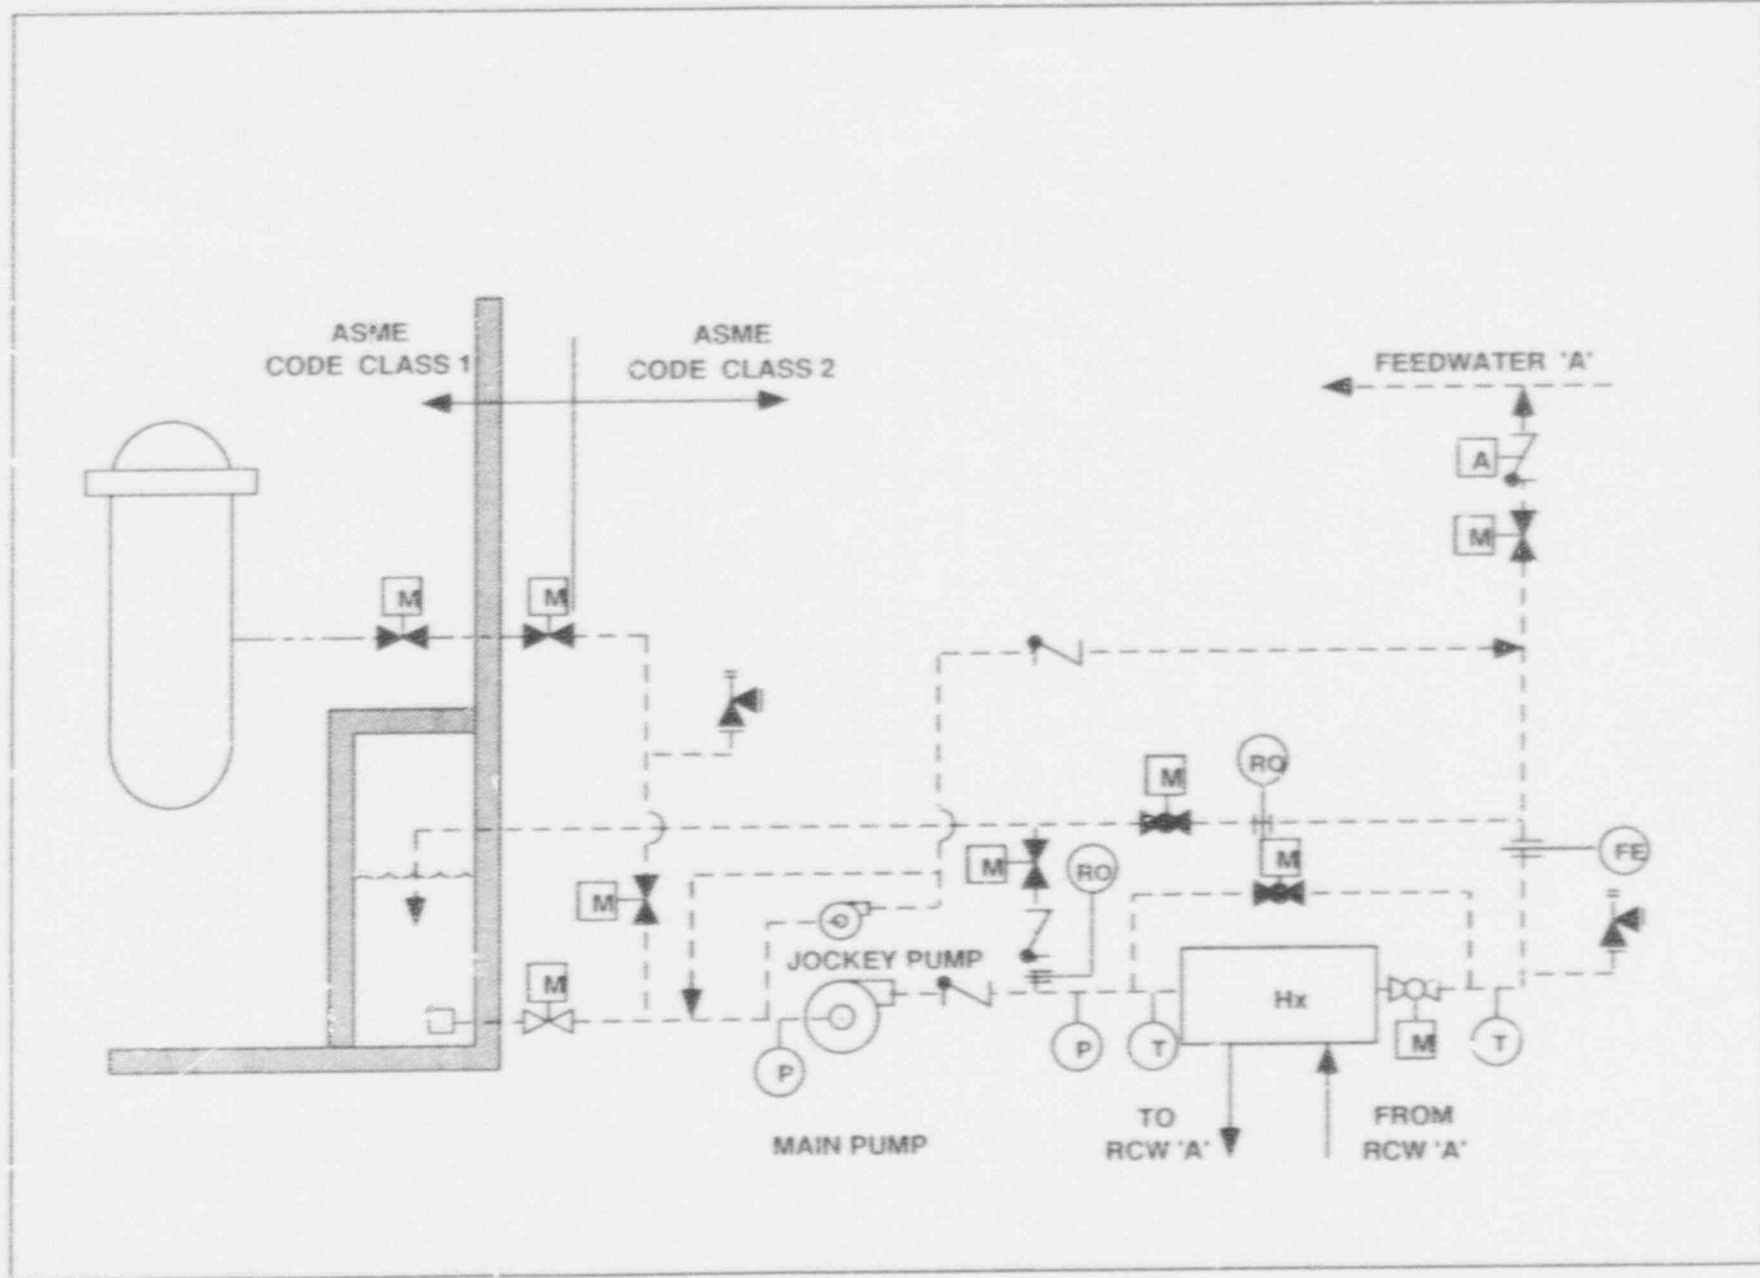 ASME
CODE CLASS 1
ASME
CODE CLASS 2
FEEDWATER 'A'
A
M
M
M
M
RO
M
M
RO
FE
M
JOCKEY PUMP
M
Hx
P
T
M
T
P
TO
RCW 'A'
FROM
RCW 'A'
MAIN PUMP